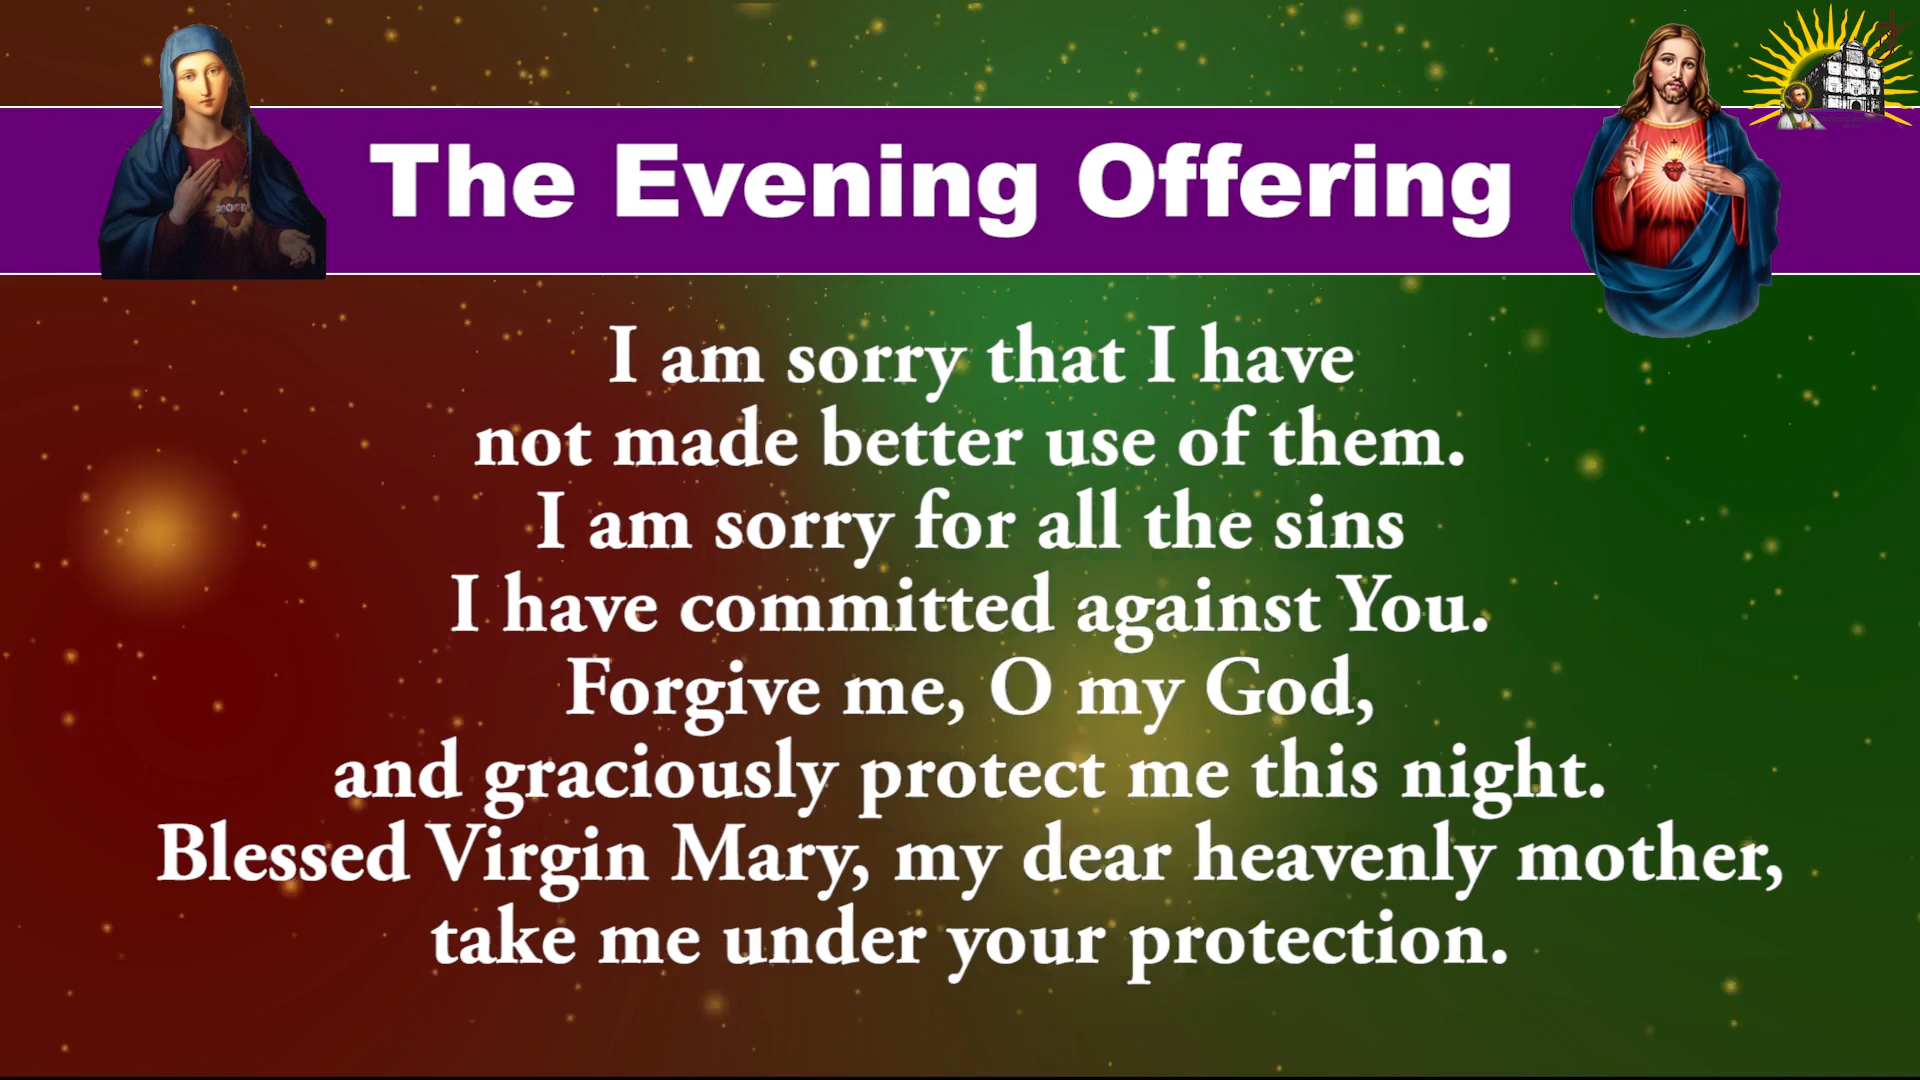 The Evening Offering
I am sorry that I have
not made better use of them.
I am sorry for all the sins
I have committed against You.
Forgive me, O my God,
and graciously protect me this night.
Blessed Virgin Mary, my dear heavenly mother,
take me under your protection.